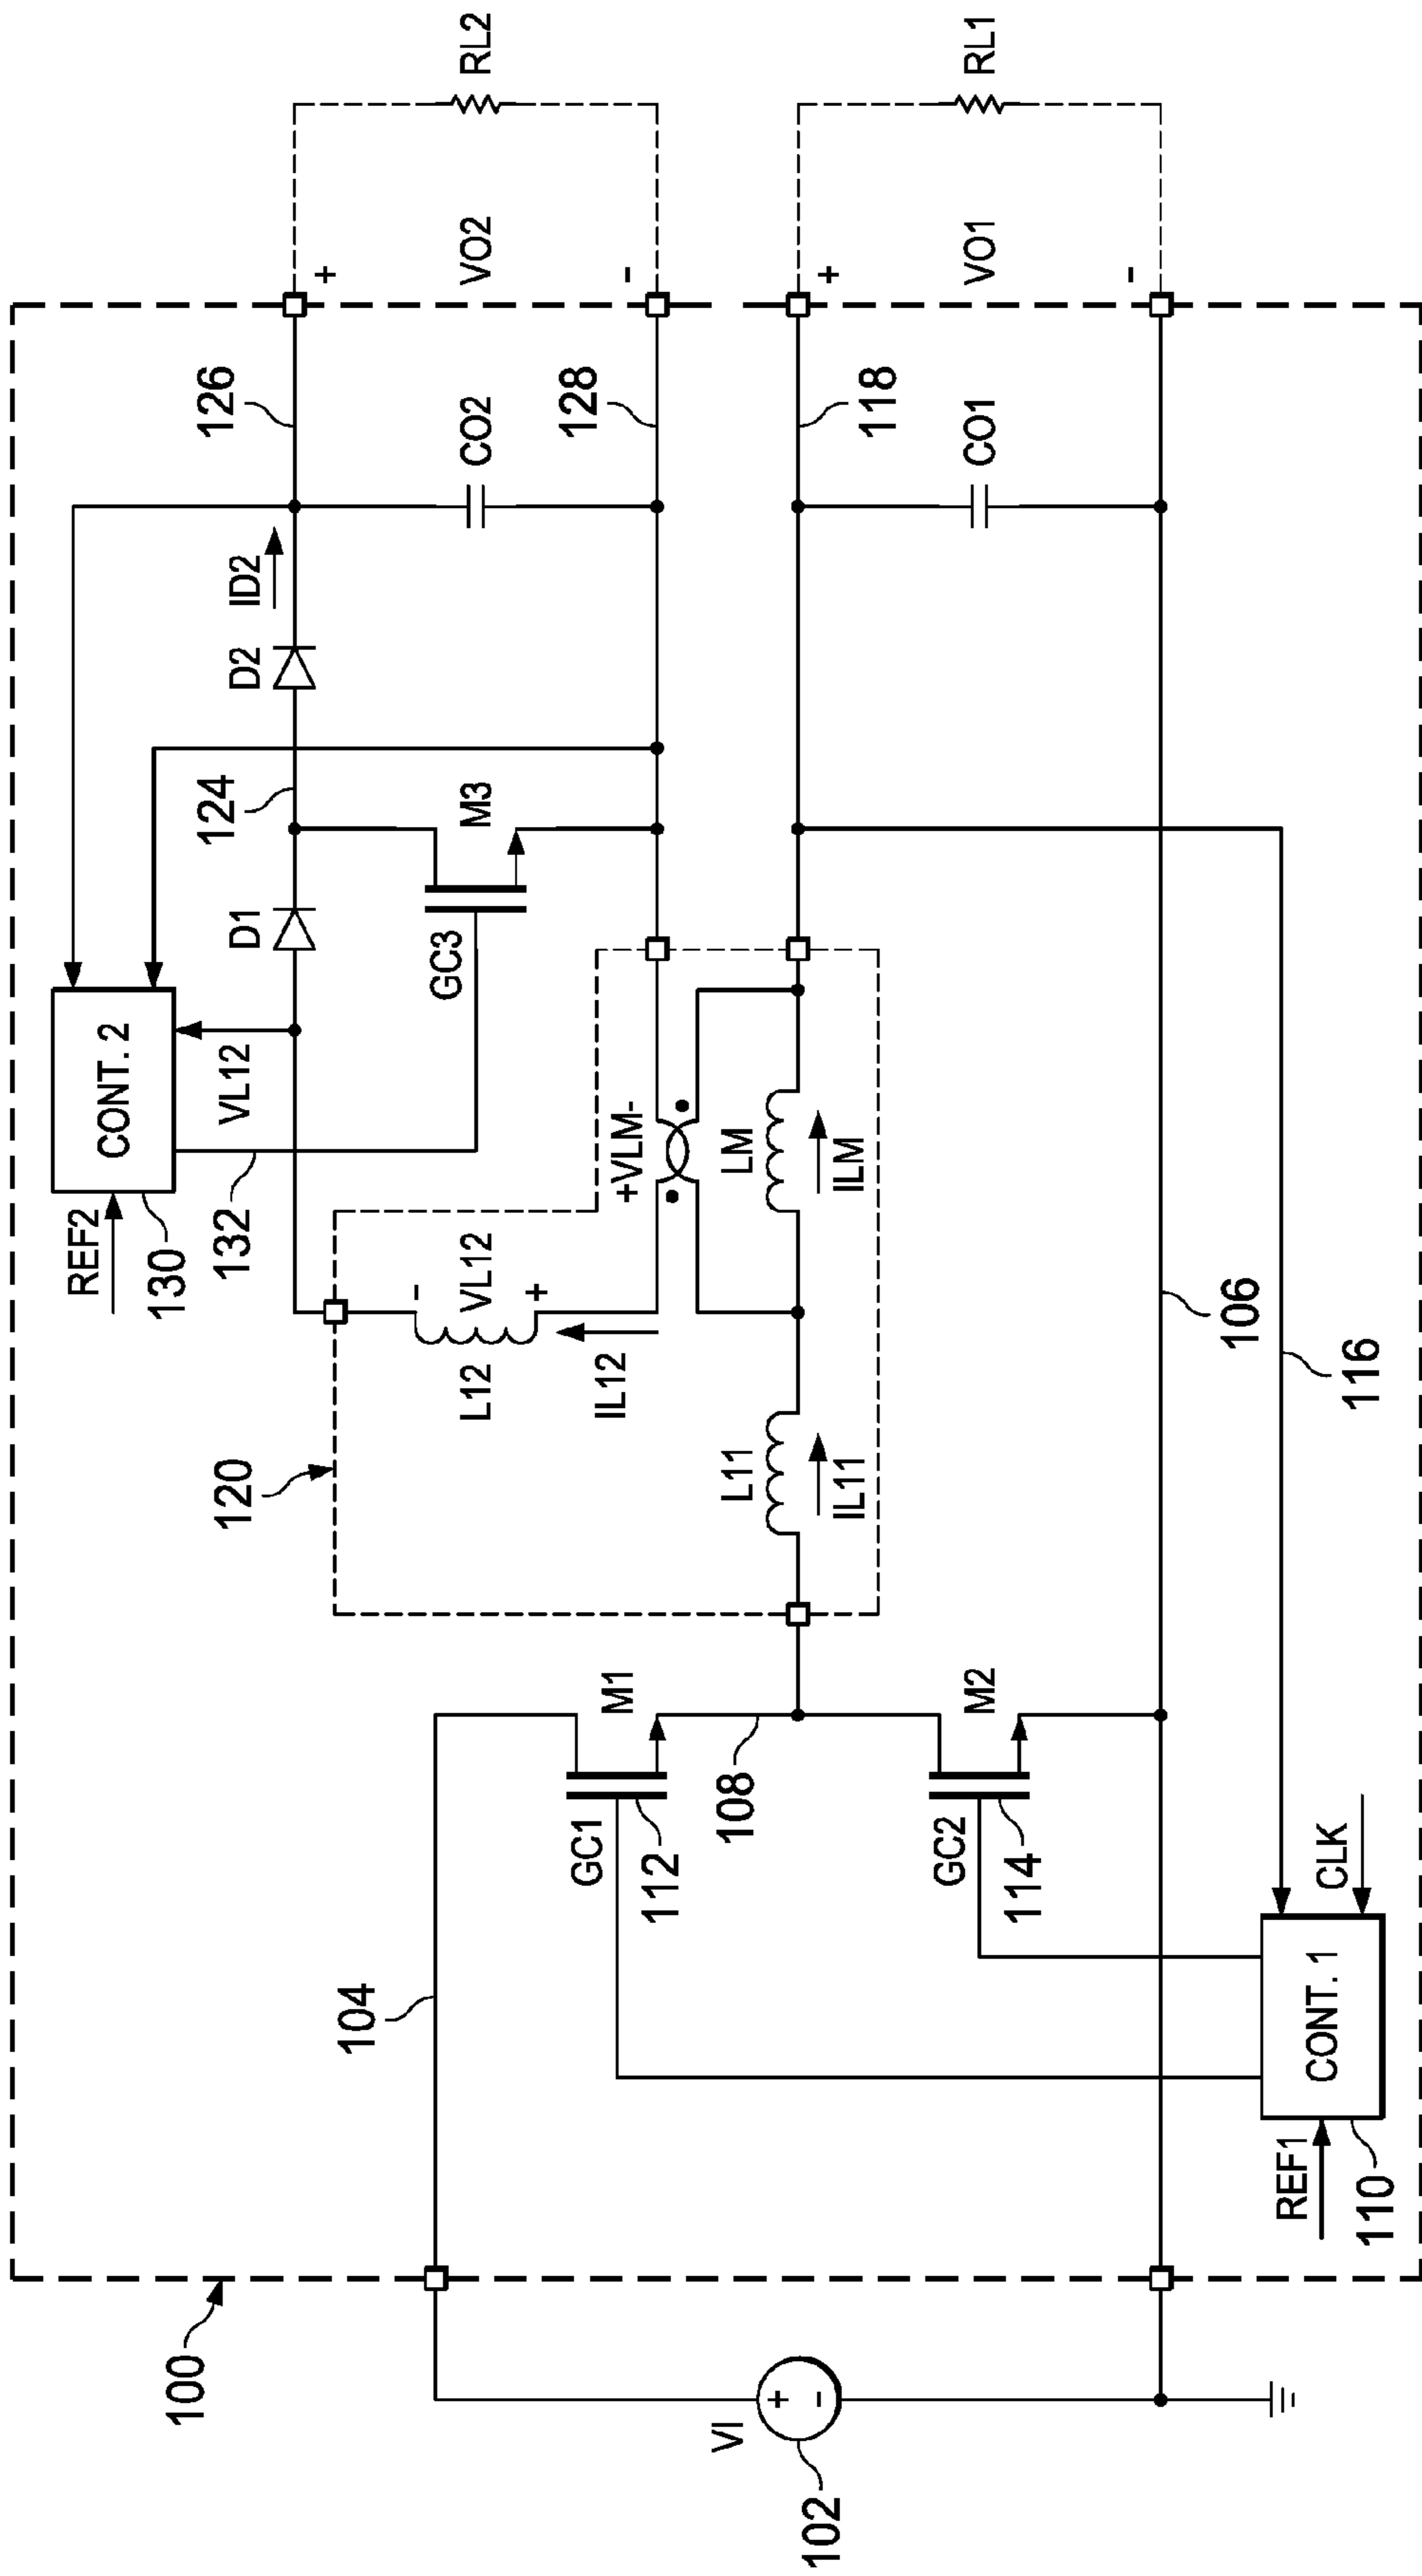 100
VI
102
104
106
REF1
110
CONT. 1
CLK
116
GC1
112
M1
108
GC2
114
M2
120
L11
IL11
LM
ILM
+VLM-
L12
+
VL12
-
IL12
REF2
130
CONT. 2
132
VL12
D1
124
GC3
M3
D2
ID2
126
CO2
128
118
CO1
+
VO2
-
RL2
+
VO1
-
RL1
+
-